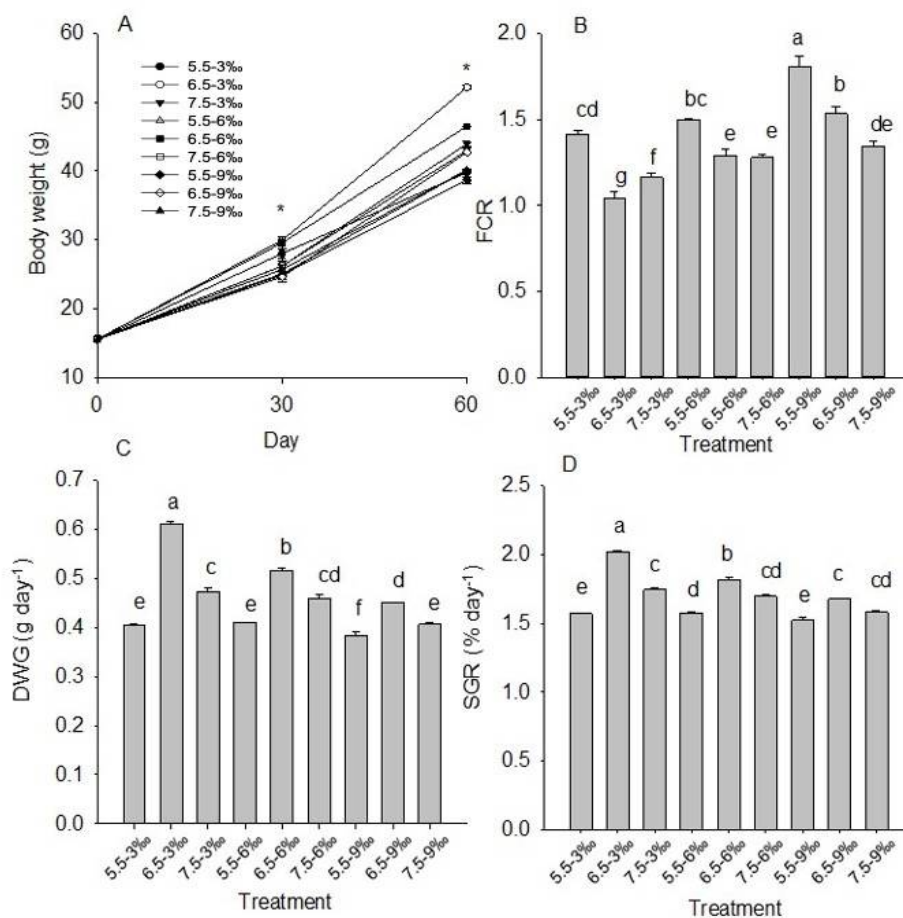 A
60
50
40
30
20
10
Body weight (g)
5.5-3‰
6.5-3‰
7.5-3‰
5.5-6‰
6.5-6‰
7.5-6‰
5.5-9‰
6.5-9‰
7.5-9‰
*
*
0
30
60
Day
B
2.0
1.5
1.0
0.5
0.0
FCR
cd
g
f
bc
e
e
a
b
de
5.5-3‰
6.5-3‰
7.5-3‰
5.5-6‰
6.5-6‰
7.5-6‰
5.5-9‰
6.5-9‰
7.5-9‰
Treatment
C
0.7
0.6
0.5
0.4
0.3
0.2
0.1
0.0
DWG (g day-1)
e
a
c
e
b
cd
f
d
e
5.5-3‰
6.5-3‰
7.5-3‰
5.5-6‰
6.5-6‰
7.5-6‰
5.5-9‰
6.5-9‰
7.5-9‰
Treatment
D
2.5
2.0
1.5
1.0
0.5
0.0
SGR (% day-1)
e
a
c
d
b
cd
e
c
cd
5.5-3‰
6.5-3‰
7.5-3‰
5.5-6‰
6.5-6‰
7.5-6‰
5.5-9‰
6.5-9‰
7.5-9‰
Treatment